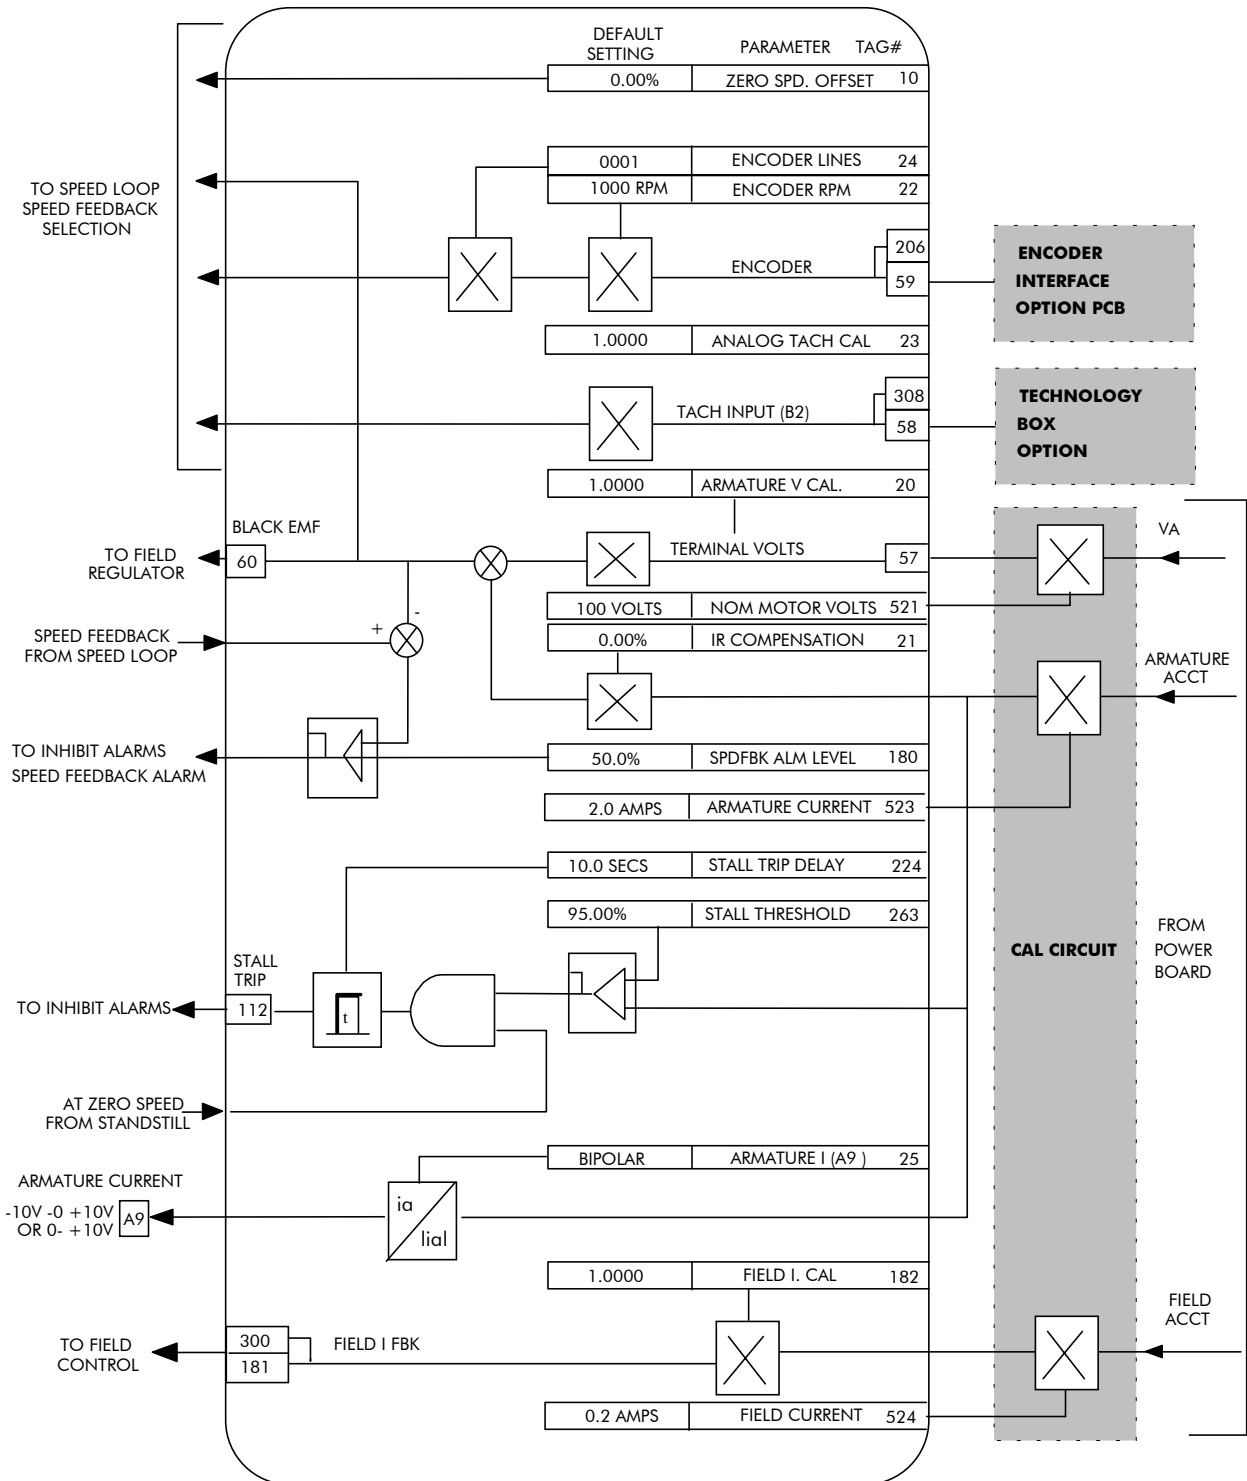 DEFAULT
SETTING
PARAMETER TAG#
0.00% ZERO SPD. OFFSET 10
0001 ENCODER LINES 24
1000 RPM ENCODER RPM 22
TO SPEED LOOP
SPEED FEEDBACK
SELECTION
206
ENCODER
59
ENCODER
INTERFACE
OPTION PCB
1.0000 ANALOG TACH CAL 23
308
TACH INPUT (B2)
58
TECHNOLOGY
BOX
OPTION
1.0000 ARMATURE V CAL. 20
BLACK EMF
TO FIELD
REGULATOR
60
TERMINAL VOLTS
57
VA
100 VOLTS NOM MOTOR VOLTS 521
0.00% IR COMPENSATION 21
-
+
SPEED FEEDBACK
FROM SPEED LOOP
ARMATURE
ACCT
TO INHIBIT ALARMS
SPEED FEEDBACK ALARM
50.0% SPDFBK ALM LEVEL 180
2.0 AMPS ARMATURE CURRENT 523
10.0 SECS STALL TRIP DELAY 224
95.00% STALL THRESHOLD 263
CAL CIRCUIT
FROM
POWER
BOARD
STALL
TRIP
TO INHIBIT ALARMS
112
t
AT ZERO SPEED
FROM STANDSTILL
BIPOLAR ARMATURE I (A9 ) 25
ARMATURE CURRENT
-10V -0 +10V
OR 0- +10V
A9
ia
lial
1.0000 FIELD I. CAL 182
FIELD
ACCT
TO FIELD
CONTROL
300
181
FIELD I FBK
0.2 AMPS FIELD CURRENT 524